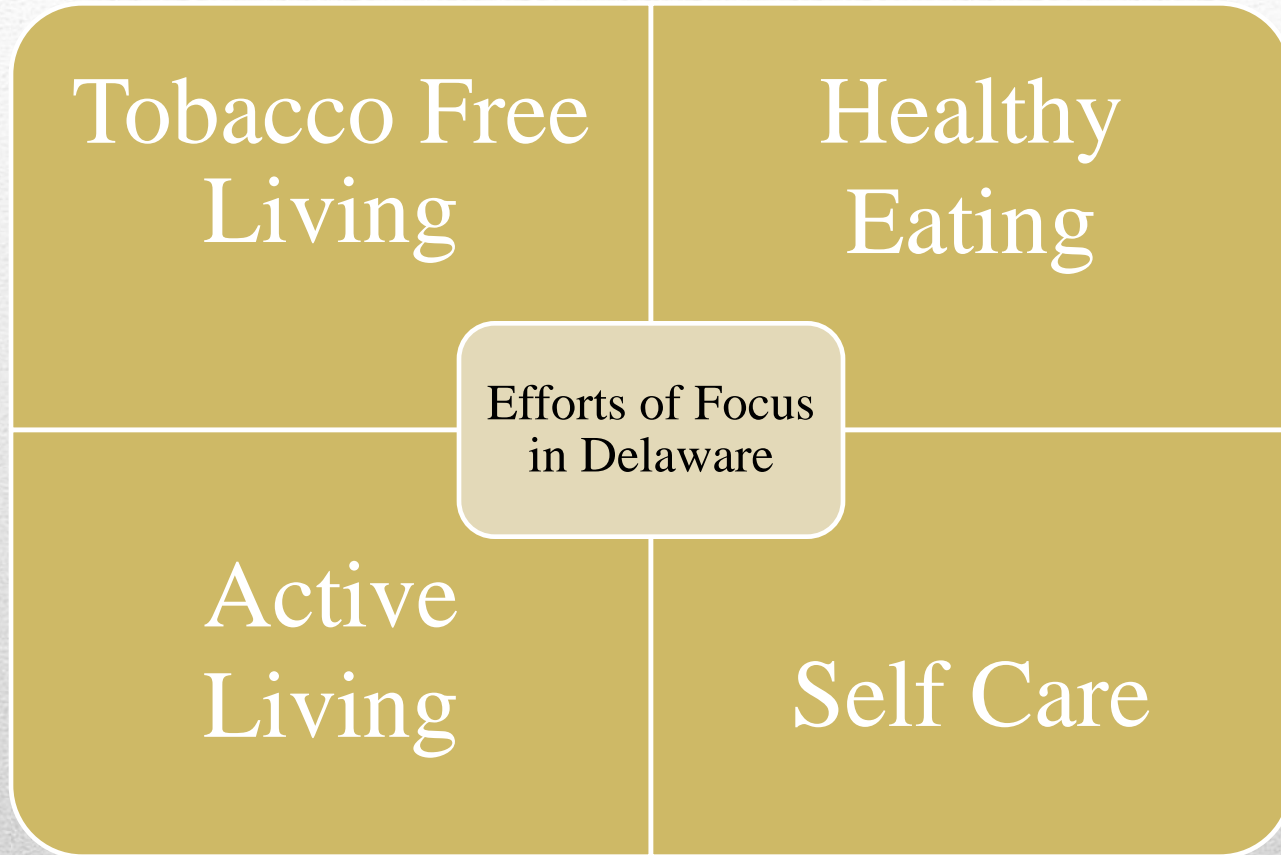 Tobacco Free
Living
Healthy
Eating
Efforts of Focus
in Delaware
Active
Living
Self Care